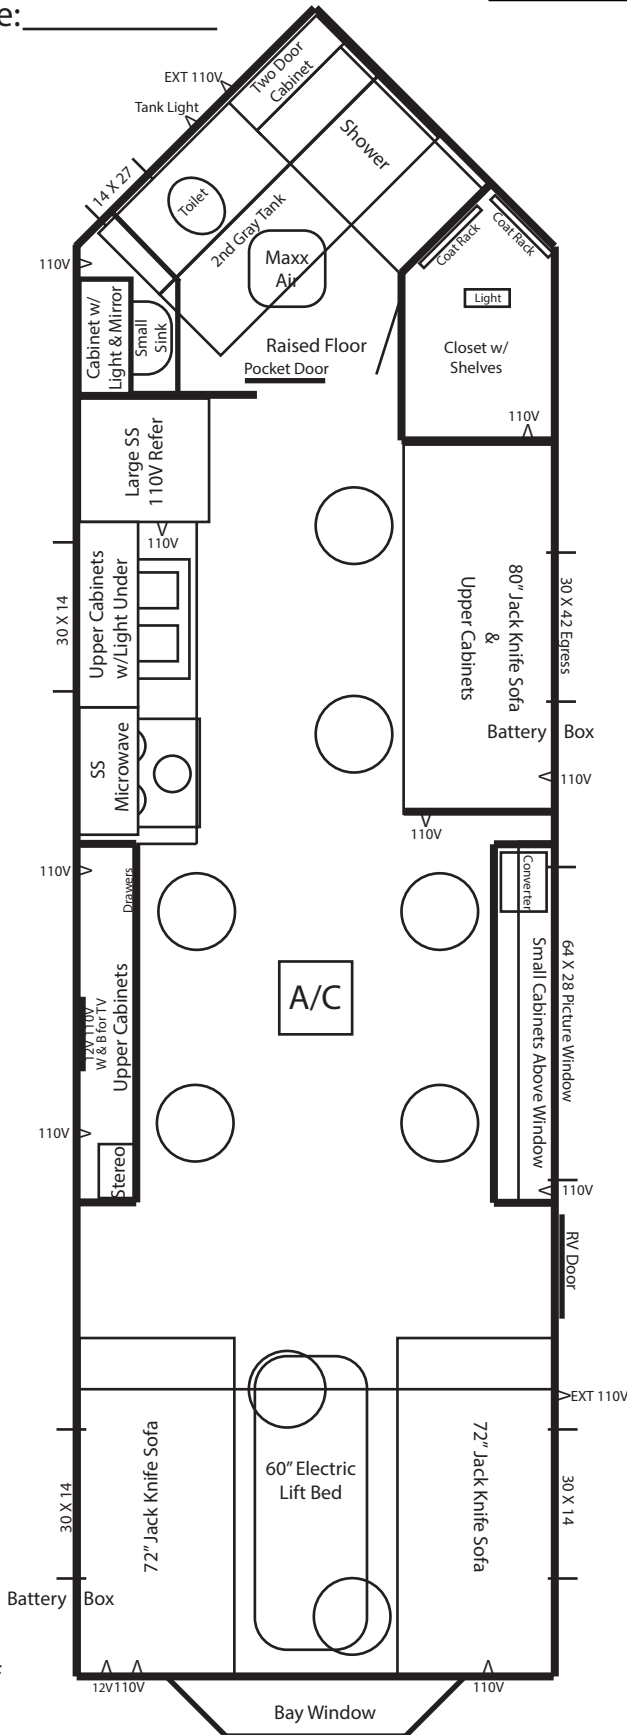 e:
Two Door
Cabinet
EXT 110V
Tank Light
Shower
14 X 27
Toilet
2nd Gray Tank
Maxx
Air
Coat Rack
Coat Rack
110V
Light
Cabinet w/
Light & Mirror
Small
Sink
Raised Floor
Pocket Door
Closet w/
Shelves
110V
Large SS
110V Refer
110V
30 X 14
Upper Cabinets
w/Light Under
80" Jack Knife Sofa
&
Upper Cabinets
30 X 42 Egress
SS
Microwave
Battery Box
110V
110V
110V
Drawers
Converter
12V 110V
W & B for TV
Upper Cabinets
A/C
Small Cabinets Above Window
64 X 28 Picture Window
110V
Stereo
110V
RV Door
EXT 110V
30 X 14
72" Jack Knife Sofa
60" Electric
Lift Bed
72" Jack Knife Sofa
30 X 14
Battery Box
12V 110V
110V
Bay Window